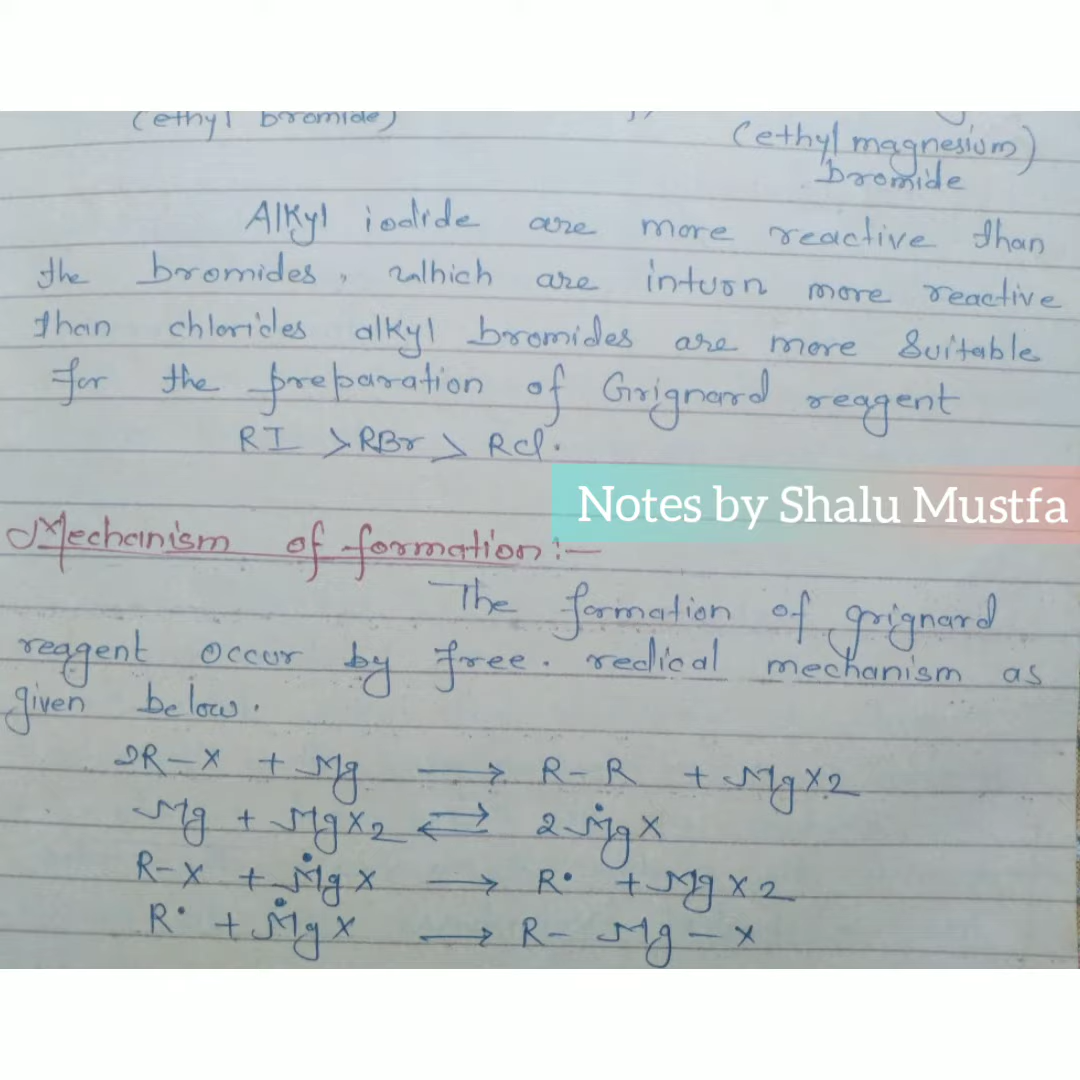 (ethyl bromide)
(ethyl magnesium)
bromide
Alkyl iodide are more reactive than
the bromides, which are inturn more reactive
than chlorides alkyl bromides are more suitable
for the preparation of Grignard reagent
RI > RBr > RCl.
Notes by Shalu Mustfa
Mechanism of formation:-
The formation of grignard
reagent occur by free. redical mechanism as
given below.
2R-X + Mg ⟶ R-R + MgX2
Mg + MgX2 ⇌ 2ṀgX
R-X + ṀgX ⟶ R• + MgX2
R• + ṀgX ⟶ R-Mg-X